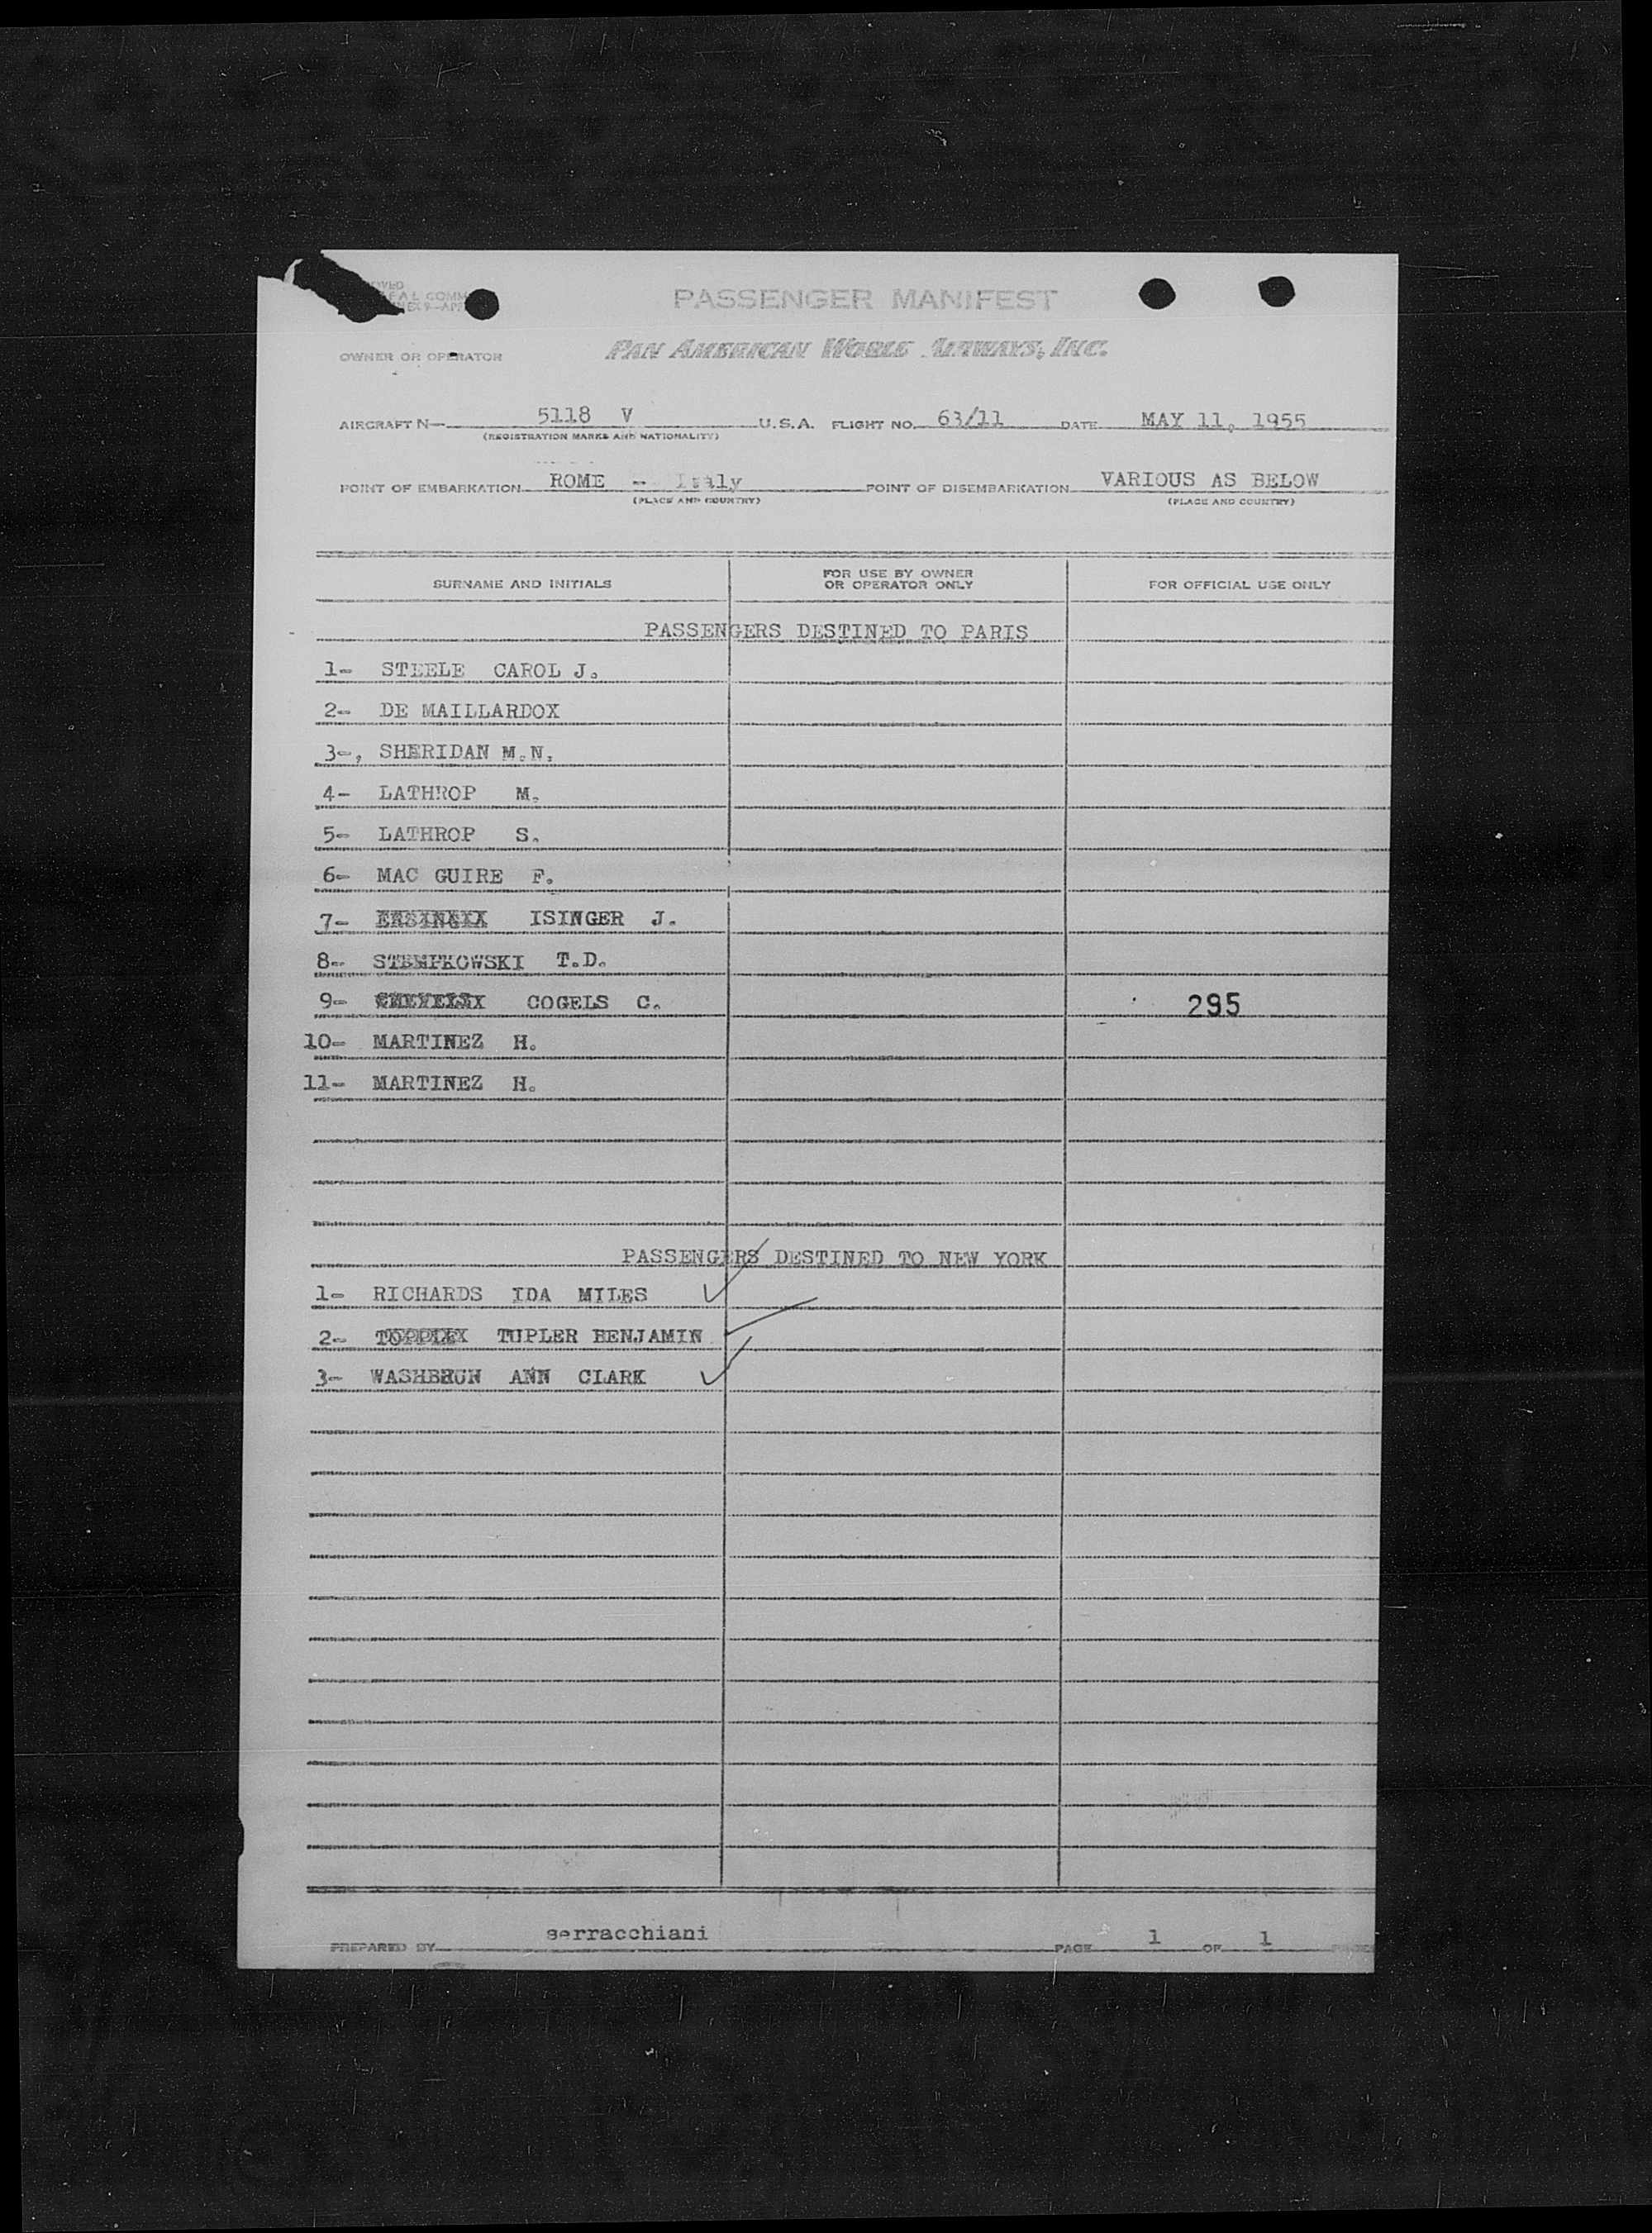 PASSENGER MANIFEST
OWNER OR OPERATOR PAN AMERICAN WORLD AIRWAYS, INC.
AIRCRAFT N— 5118 V U.S.A. FLIGHT NO. 63/11 DATE MAY 11, 1955
(REGISTRATION MARKS AND NATIONALITY)
POINT OF EMBARKATION ROME - Italy POINT OF DISEMBARKATION VARIOUS AS BELOW
(PLACE AND COUNTRY) (PLACE AND COUNTRY)
SURNAME AND INITIALS FOR USE BY OWNER OR OPERATOR ONLY FOR OFFICIAL USE ONLY
PASSENGERS DESTINED TO PARIS
1- STEELE CAROL J.
2- DE MAILLARDOX
3-, SHERIDAN M.N.
4- LATHROP M.
5- LATHROP S.
6- MAC GUIRE F.
7- ISINGER J.
8- STEMPKOWSKI T.D.
9- COGELS C. 295
10- MARTINEZ H.
11- MARTINEZ H.
PASSENGERS DESTINED TO NEW YORK
1- RICHARDS IDA MILES
2- TUPLER BENJAMIN
3- WASHBRUN ANN CLARK
PREPARED BY serracchiani PAGE 1 OF 1